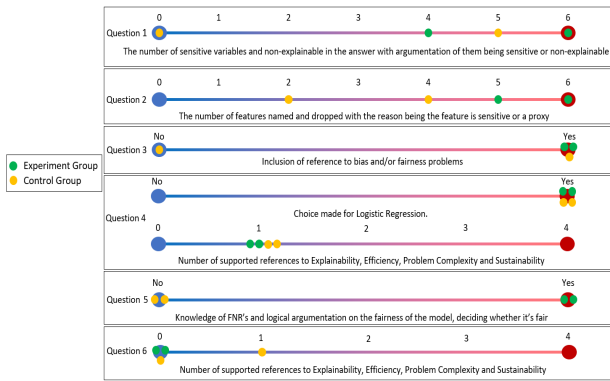 0 1 2 3 4 5 6
Question 1
The number of sensitive variables and non-explainable in the answer with argumentation of them being sensitive or non-explainable
0 1 2 3 4 5 6
Question 2
The number of features named and dropped with the reason being the feature is sensitive or a proxy
No Yes
Question 3
Inclusion of reference to bias and/or fairness problems
Experiment Group
Control Group
No Yes
Choice made for Logistic Regression.
Question 4
0 1 2 3 4
Number of supported references to Explainability, Efficiency, Problem Complexity and Sustainability
No Yes
Question 5
Knowledge of FNR's and logical argumentation on the fairness of the model, deciding whether it's fair
0 1 2 3 4
Question 6
Number of supported references to Explainability, Efficiency, Problem Complexity and Sustainability